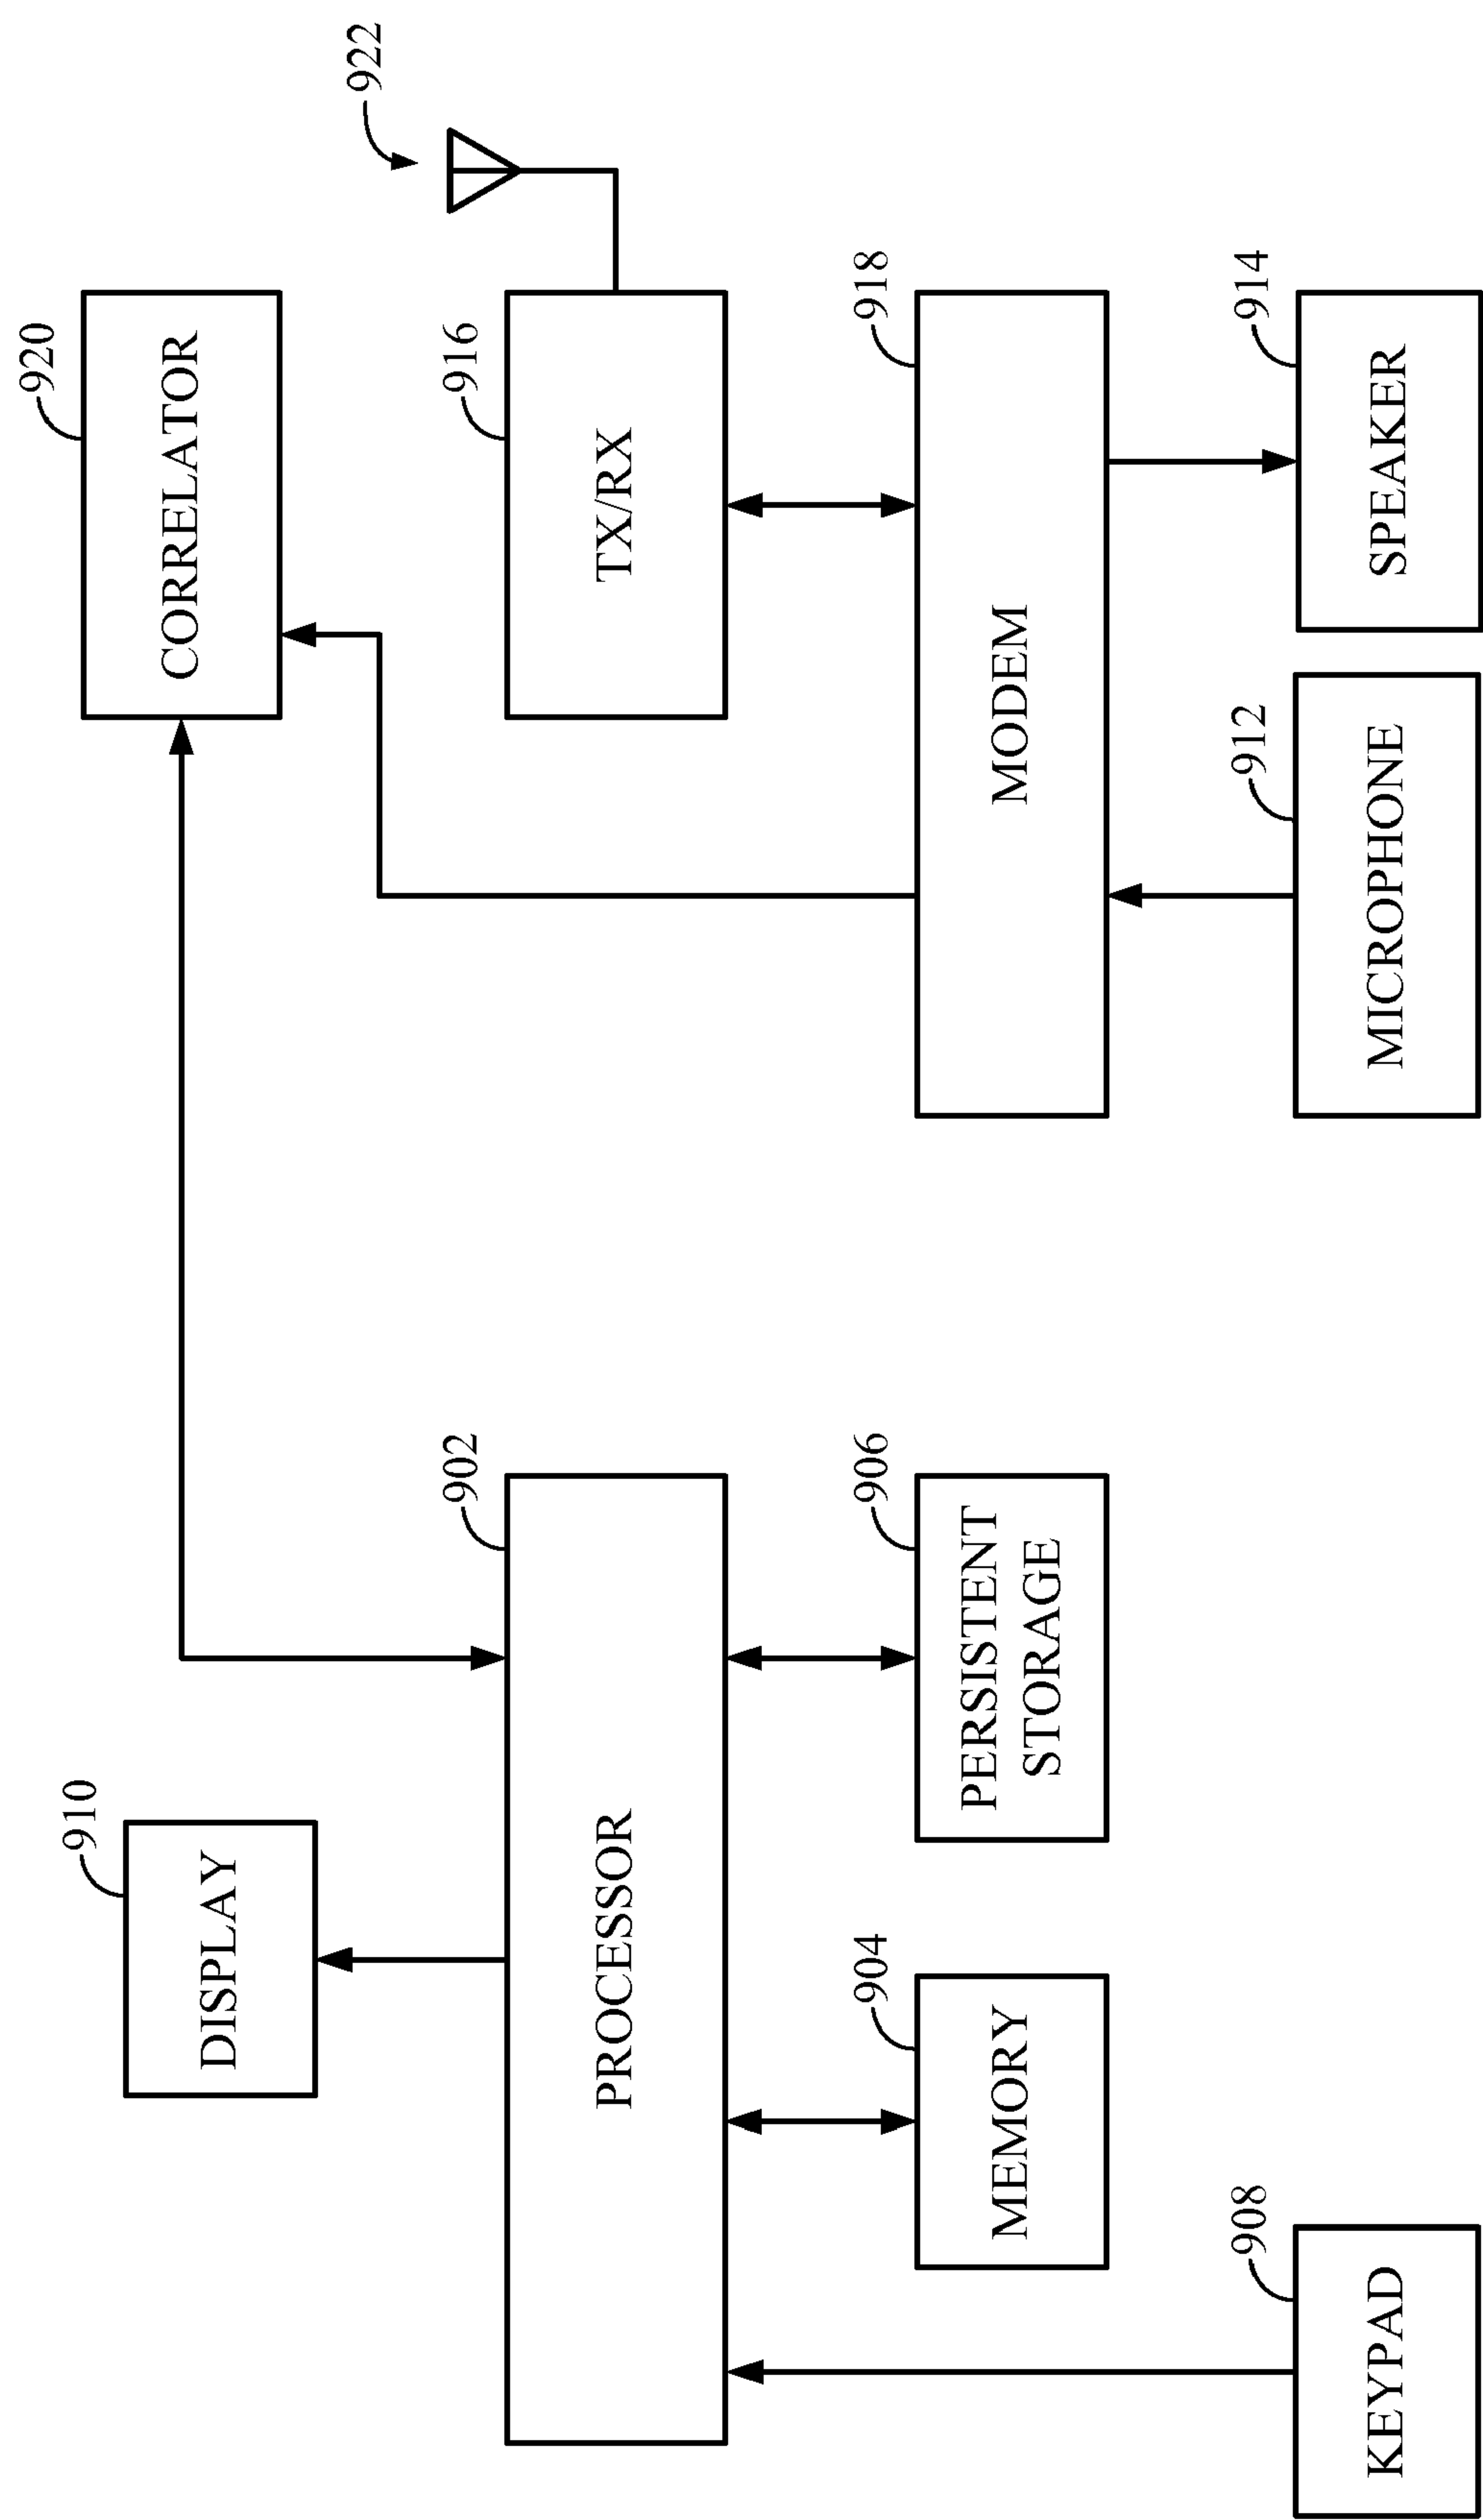 910
DISPLAY
920
CORRELATOR
922
902
PROCESSOR
916
TX/RX
904
MEMORY
906
PERSISTENT
STORAGE
918
MODEM
908
KEYPAD
912
MICROPHONE
914
SPEAKER